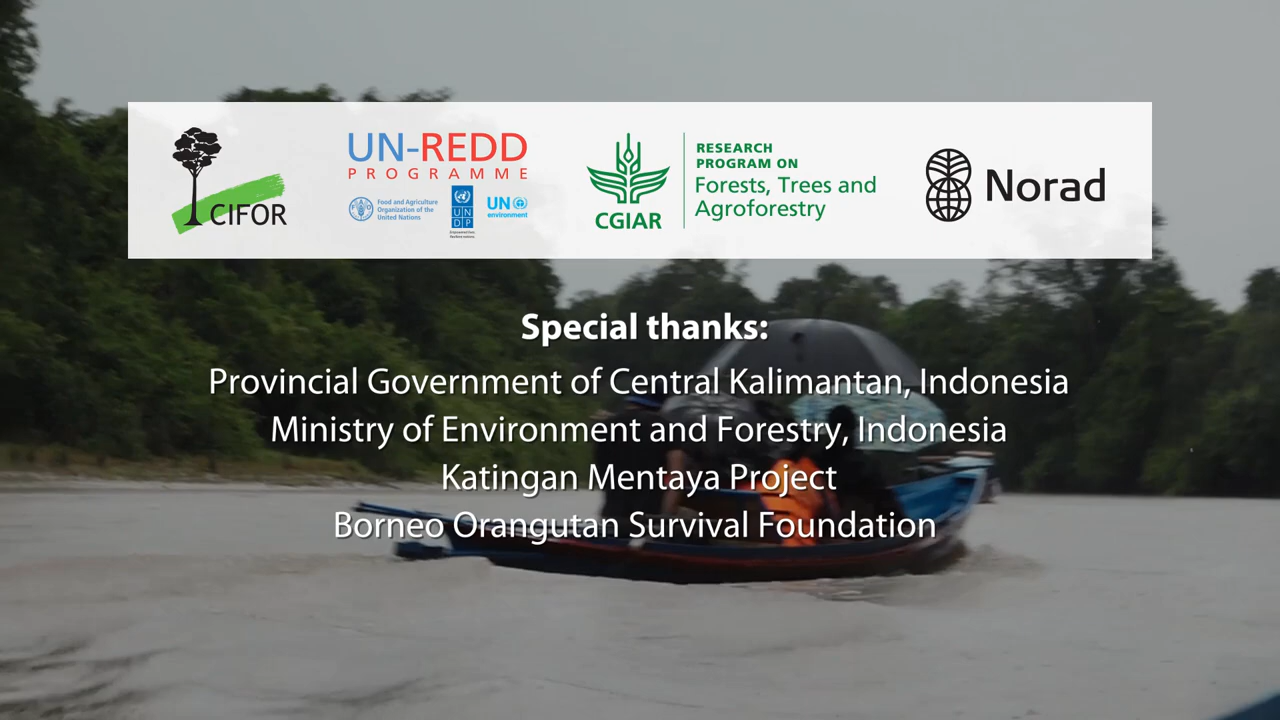 CIFOR
UN-REDD
PROGRAMME
Food and Agriculture
Organization of the
United Nations
UN
DP
UN
environment
CGIAR
RESEARCH
PROGRAM ON
Forests, Trees and
Agroforestry
Norad
Special thanks:
Provincial Government of Central Kalimantan, Indonesia
Ministry of Environment and Forestry, Indonesia
Katingan Mentaya Project
Borneo Orangutan Survival Foundation